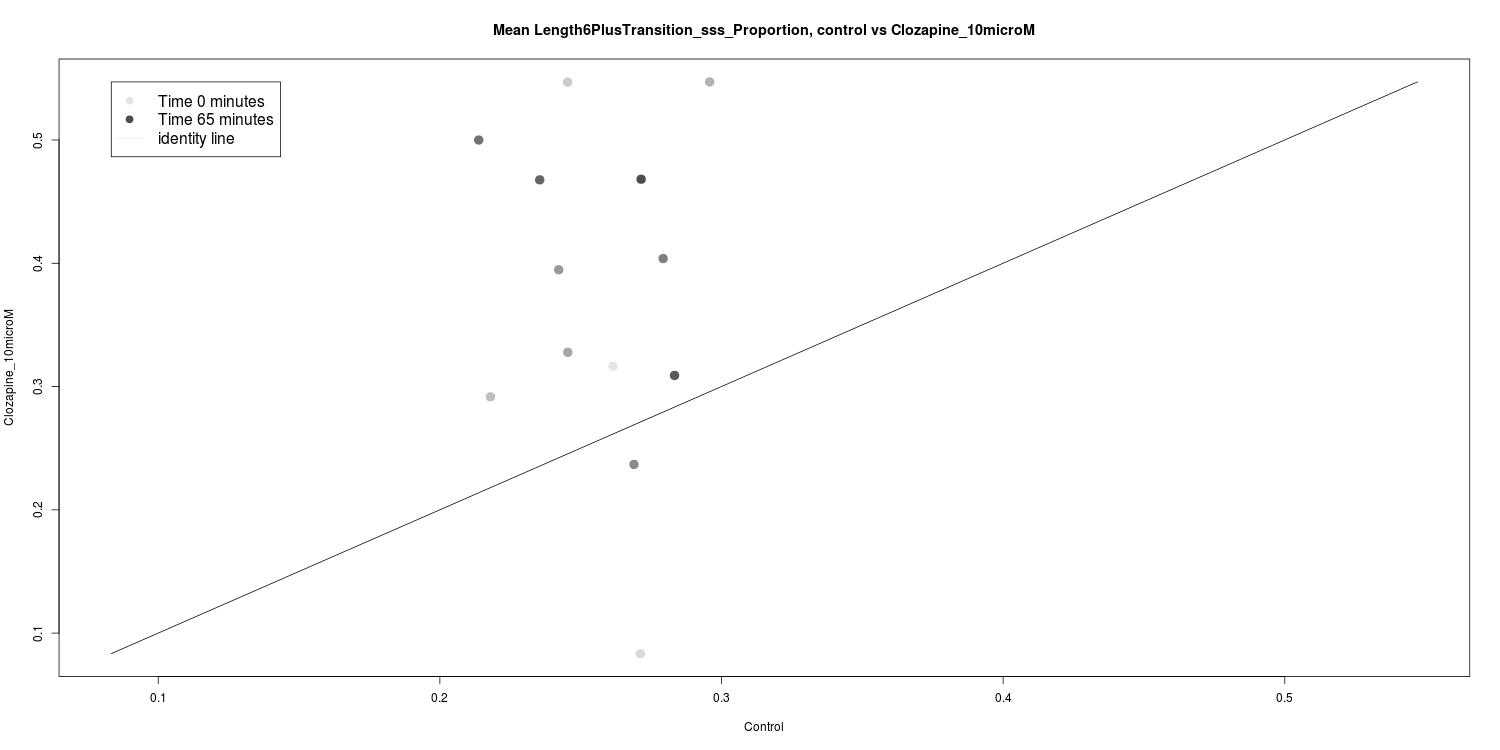 Mean Length6PlusTransition_sss_Proportion, control vs Clozapine_10microM
Time 0 minutes
Time 65 minutes
identity line
Clozapine_10microM
0.5
0.4
0.3
0.2
0.1
0.1 0.2 0.3 0.4 0.5
Control